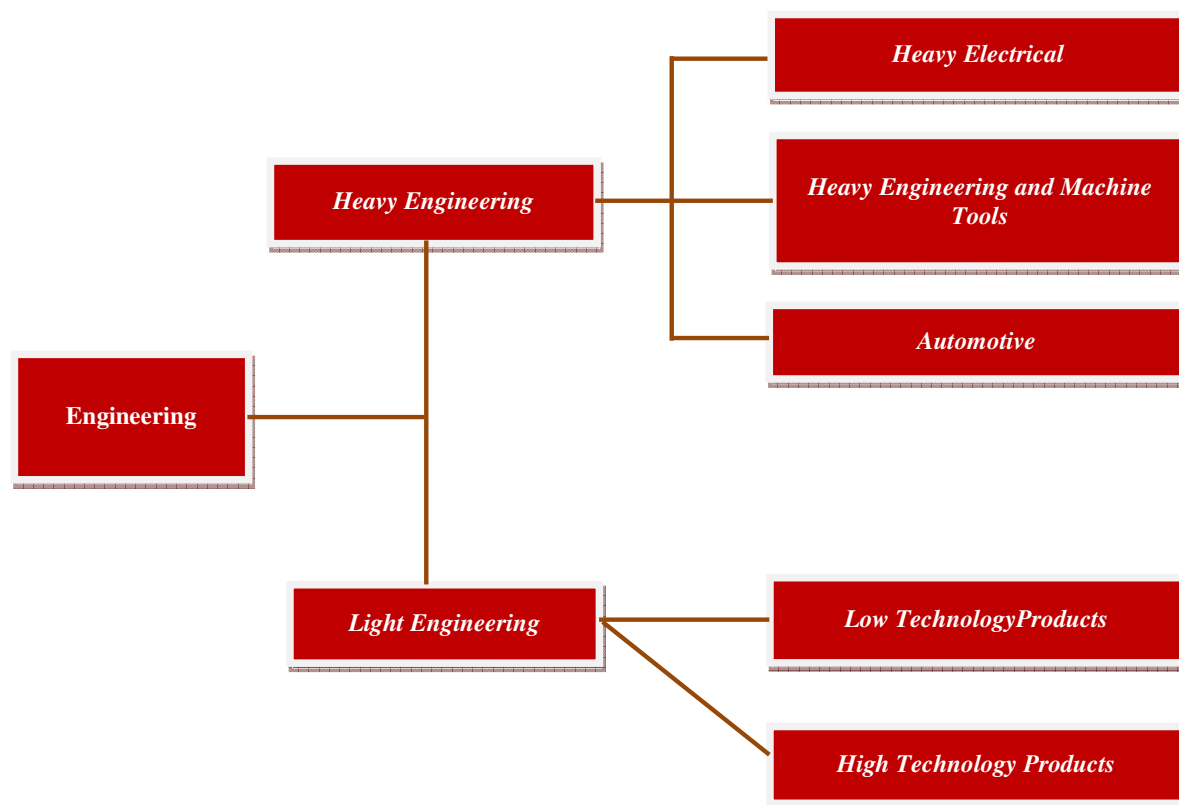 Heavy Electrical
Heavy Engineering
Heavy Engineering and Machine
Tools
Automotive
Engineering
Light Engineering
Low TechnologyProducts
High Technology Products